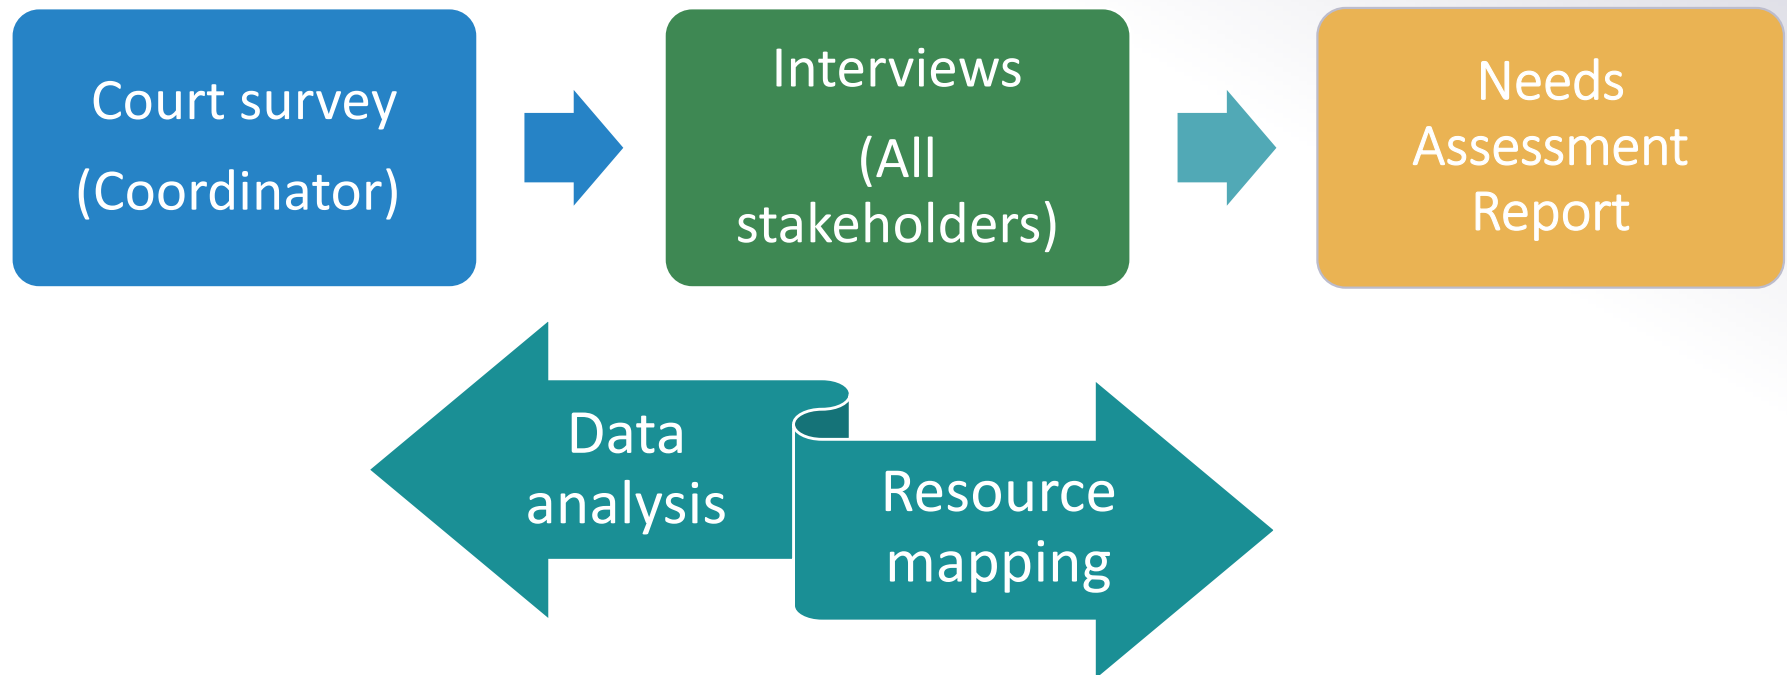 Court survey
(Coordinator)
Interviews
(All
stakeholders)
Needs
Assessment
Report
Data
analysis
Resource
mapping